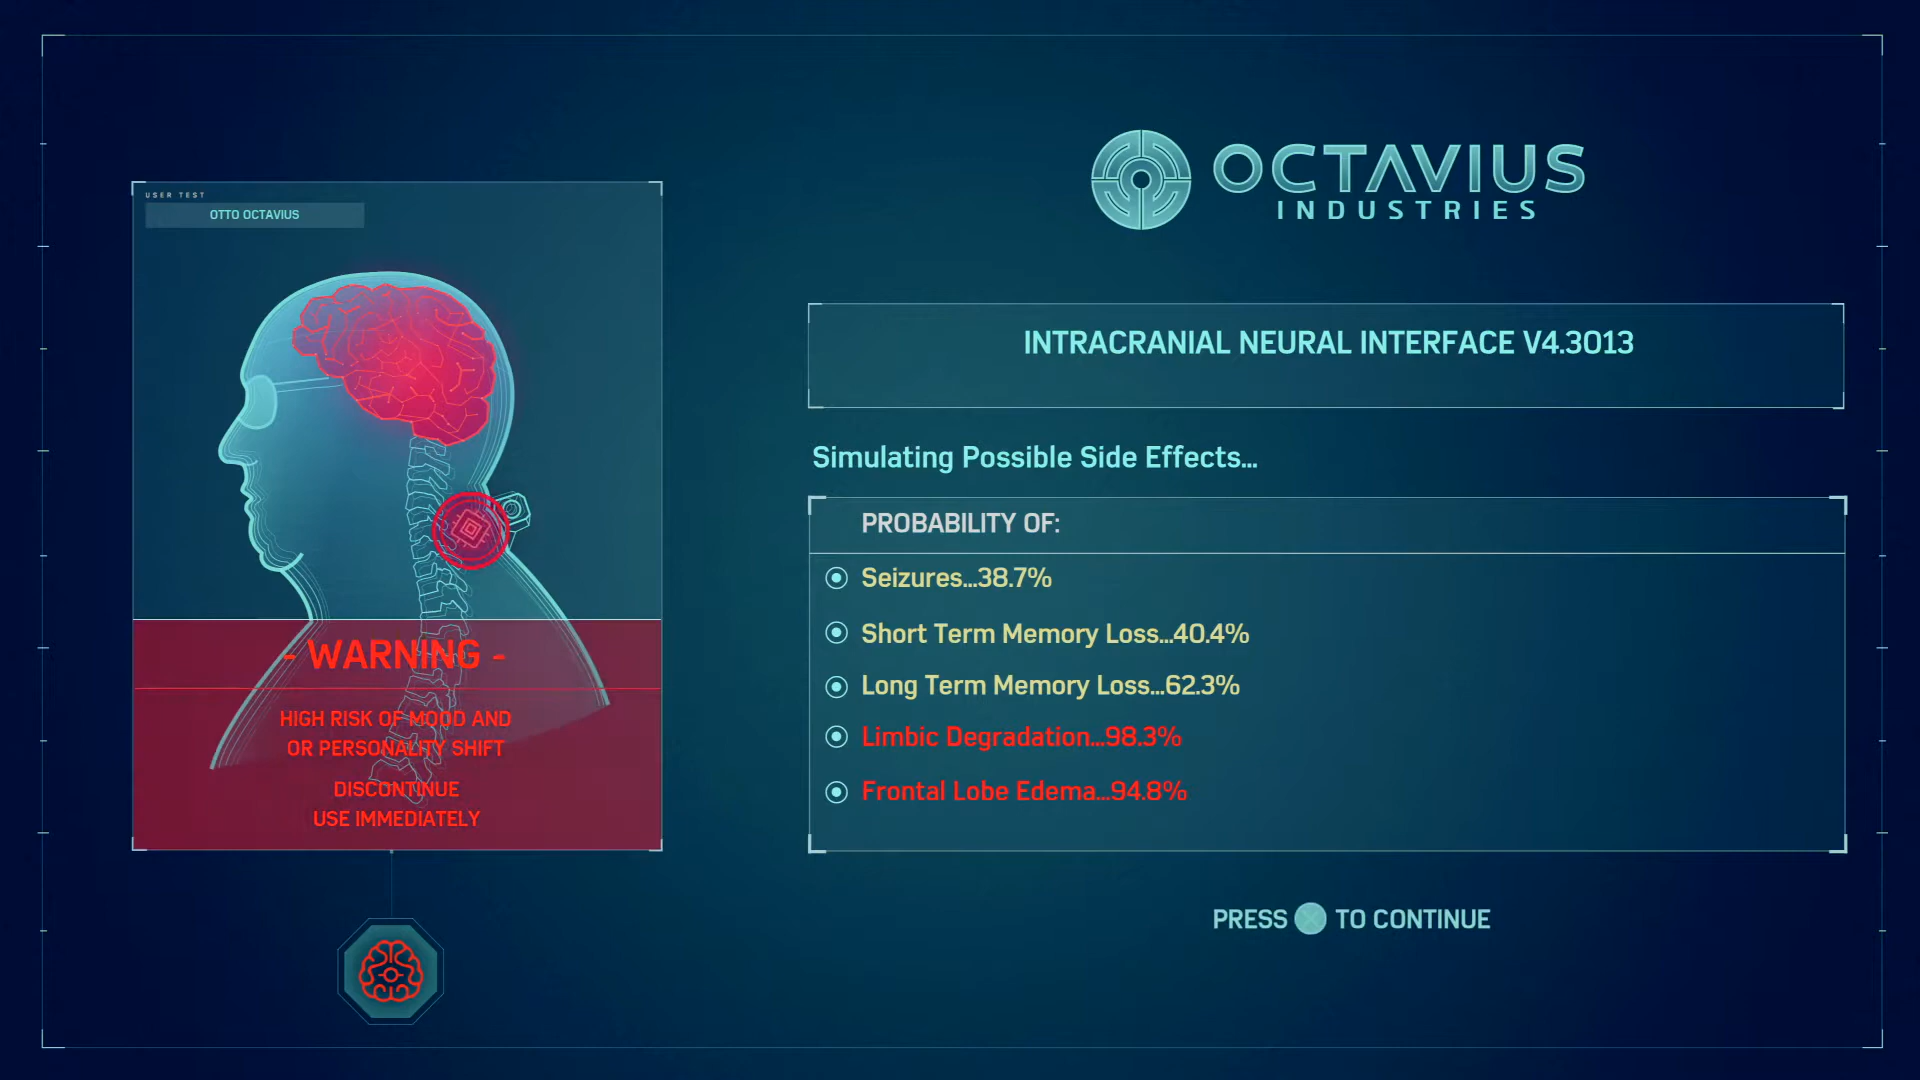 USER TEST
OTTO OCTAVIUS
- WARNING -
HIGH RISK OF MOOD AND
OR PERSONALITY SHIFT
DISCONTINUE
USE IMMEDIATELY
OCTAVIUS
INDUSTRIES
INTRACRANIAL NEURAL INTERFACE V4.3013
Simulating Possible Side Effects...
PROBABILITY OF:
Seizures...38.7%
Short Term Memory Loss...40.4%
Long Term Memory Loss...62.3%
Limbic Degradation...98.3%
Frontal Lobe Edema...94.8%
PRESS TO CONTINUE